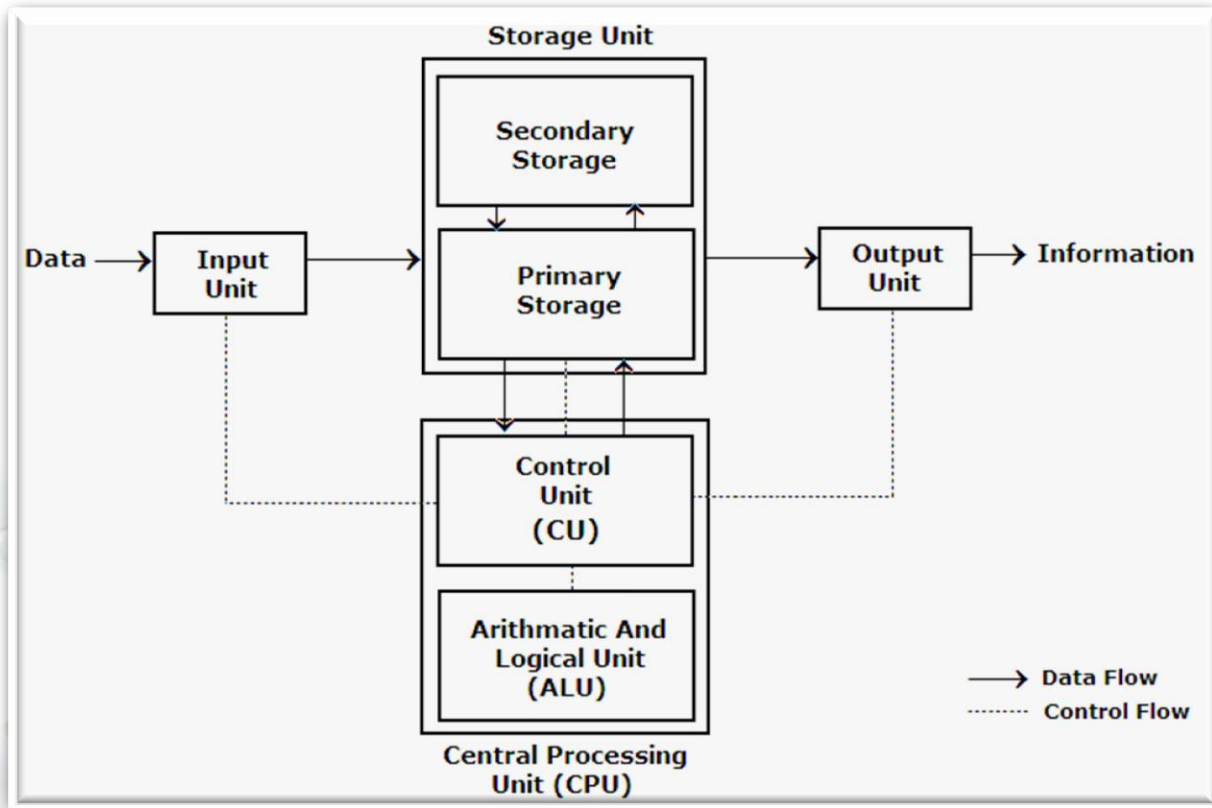 Storage Unit
Secondary
Storage
Data
Input
Unit
Primary
Storage
Output
Unit
Information
Control
Unit
(CU)
Arithmatic And
Logical Unit
(ALU)
Data Flow
Control Flow
Central Processing
Unit (CPU)